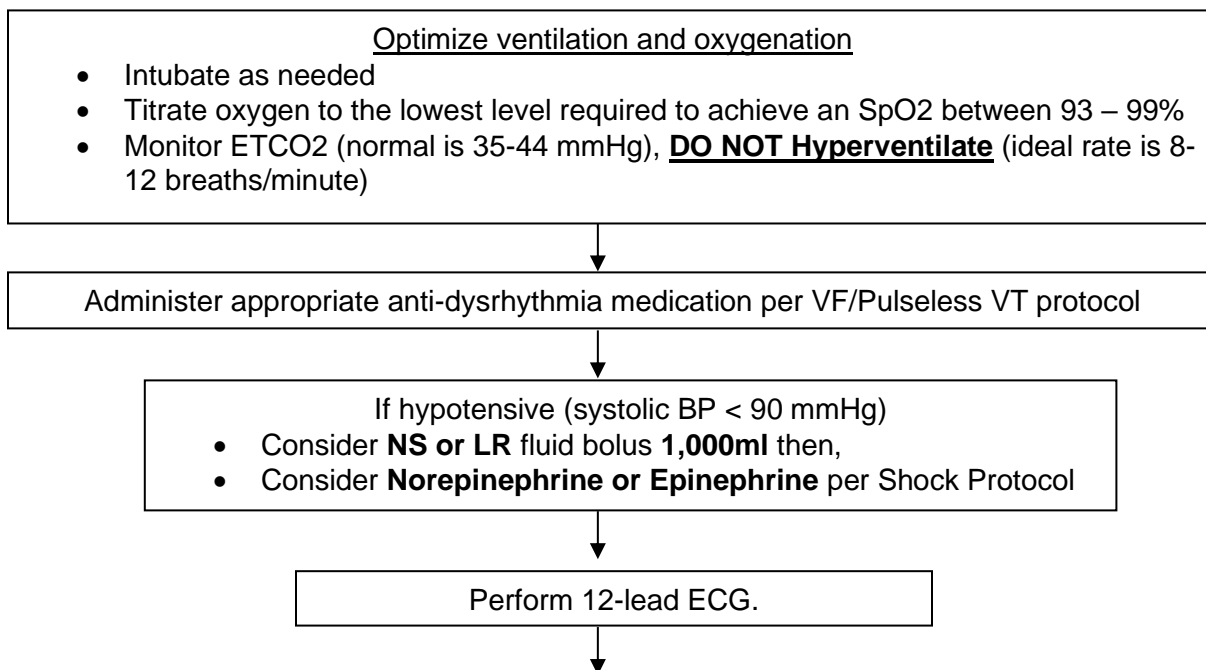 Optimize ventilation and oxygenation
• Intubate as needed
• Titrate oxygen to the lowest level required to achieve an SpO2 between 93 – 99%
• Monitor ETCO2 (normal is 35-44 mmHg), DO NOT Hyperventilate (ideal rate is 8-
12 breaths/minute)
Administer appropriate anti-dysrhythmia medication per VF/Pulseless VT protocol
If hypotensive (systolic BP < 90 mmHg)
• Consider NS or LR fluid bolus 1,000ml then,
• Consider Norepinephrine or Epinephrine per Shock Protocol
Perform 12-lead ECG.